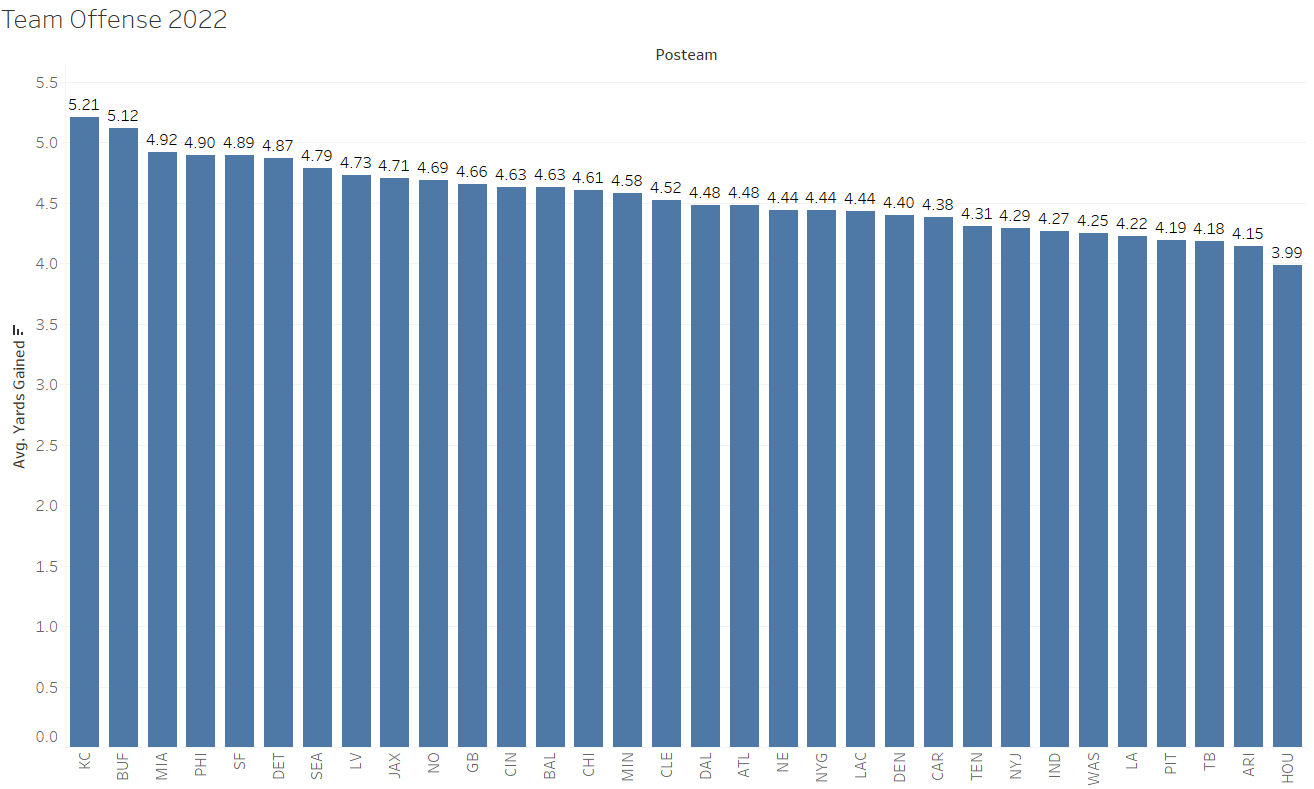 Team Offense 2022
Posteam
5.5
5.0
4.5
4.0
3.5
3.0
2.5
2.0
1.5
1.0
0.5
0.0
Avg. Yards Gained
5.21 5.12 4.92 4.90 4.89 4.87 4.79 4.73 4.71 4.69 4.66 4.63 4.63 4.61 4.58 4.52 4.48 4.48 4.44 4.44 4.44 4.40 4.38 4.31 4.29 4.27 4.25 4.22 4.19 4.18 4.15 3.99
KC BUF MIA PHI SF DET SEA LV JAX NO GB CIN BAL CHI MIN CLE DAL ATL NE NYG LAC DEN CAR TEN NYJ IND WAS LA PIT TB ARI HOU